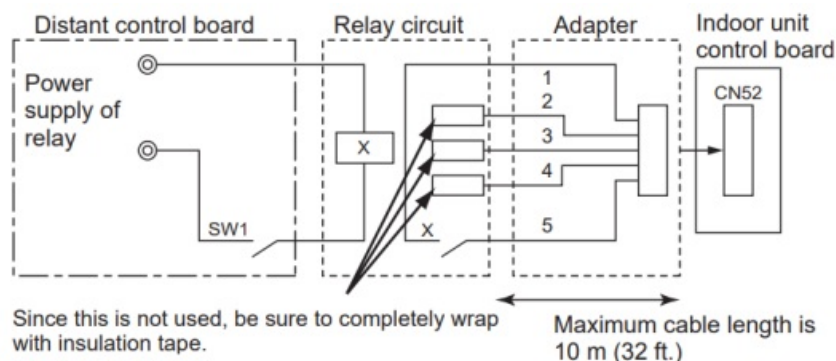 Distant control board
Relay circuit
Adapter
Indoor unit
control board
Power
supply of
relay
X
SW1
X
1
2
3
4
5
CN52
Since this is not used, be sure to completely wrap
with insulation tape.
Maximum cable length is
10 m (32 ft.)